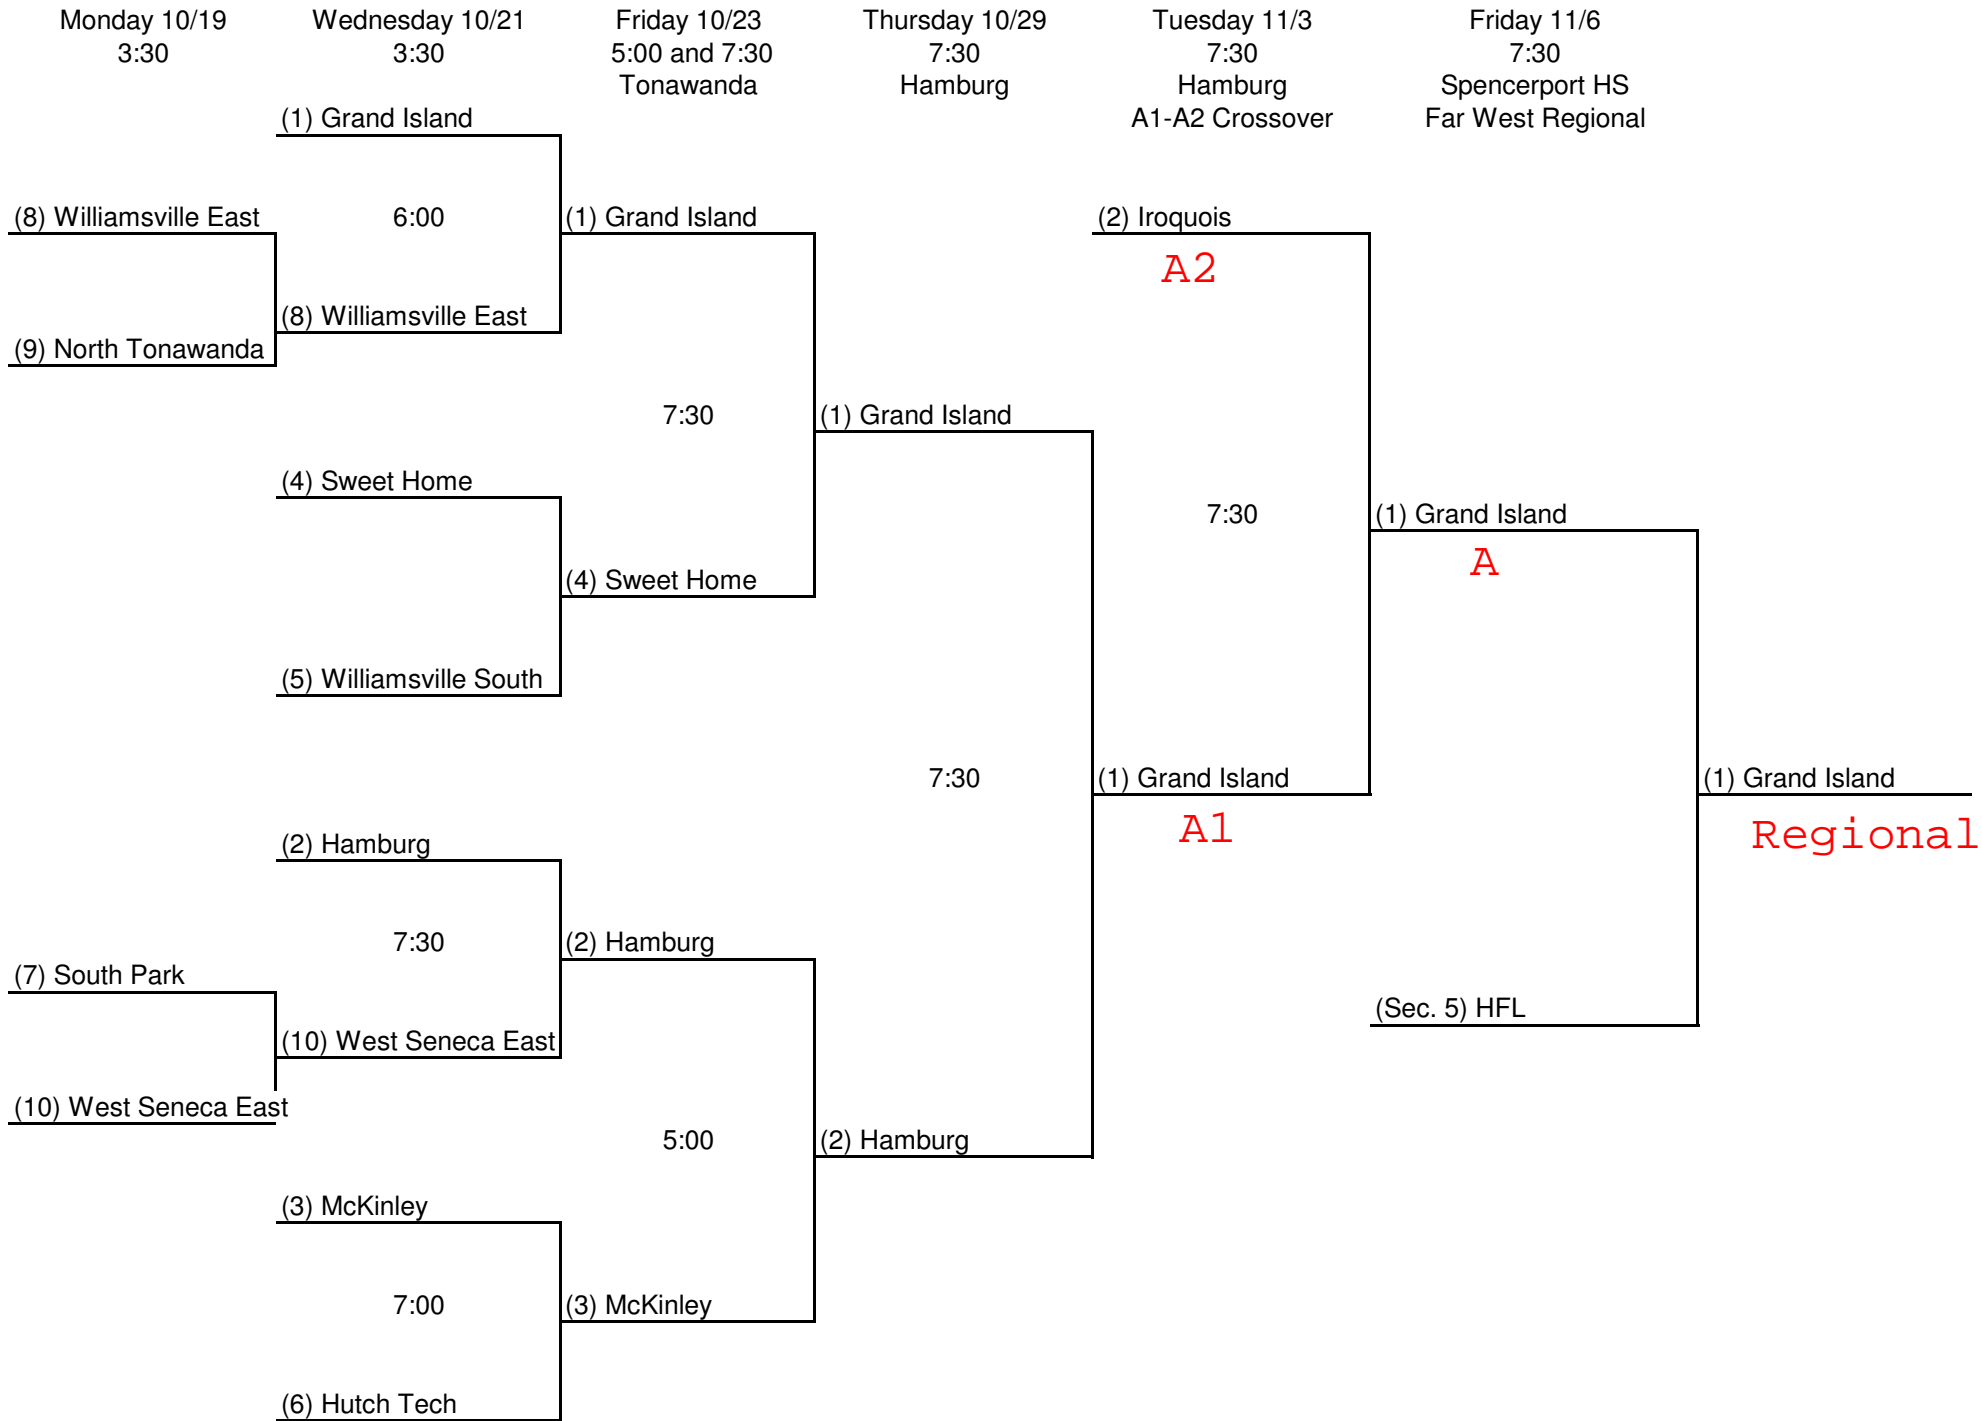 Monday 10/19
3:30
Wednesday 10/21
3:30
Friday 10/23
5:00 and 7:30
Tonawanda
Thursday 10/29
7:30
Hamburg
Tuesday 11/3
7:30
Hamburg
A1-A2 Crossover
Friday 11/6
7:30
Spencerport HS
Far West Regional
(8) Williamsville East
(9) North Tonawanda
(7) South Park
(10) West Seneca East
(1) Grand Island
6:00
(8) Williamsville East
(4) Sweet Home
(5) Williamsville South
(2) Hamburg
7:30
(10) West Seneca East
(3) McKinley
7:00
(6) Hutch Tech
(1) Grand Island
7:30
(4) Sweet Home
(2) Hamburg
5:00
(3) McKinley
(1) Grand Island
7:30
(2) Hamburg
(2) Iroquois
A2
7:30
(1) Grand Island
A1
(1) Grand Island
A
(Sec. 5) HFL
(1) Grand Island
Regional